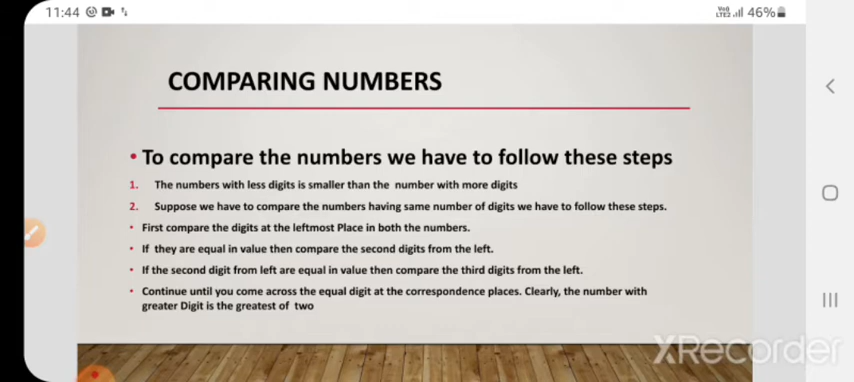 11:44
Vo)
LTE2 46%
COMPARING NUMBERS
• To compare the numbers we have to follow these steps
1. The numbers with less digits is smaller than the number with more digits
2. Suppose we have to compare the numbers having same number of digits we have to follow these steps.
• First compare the digits at the leftmost Place in both the numbers.
• If they are equal in value then compare the second digits from the left.
• If the second digit from left are equal in value then compare the third digits from the left.
• Continue until you come across the equal digit at the correspondence places. Clearly, the number with
greater Digit is the greatest of two
XRecorder